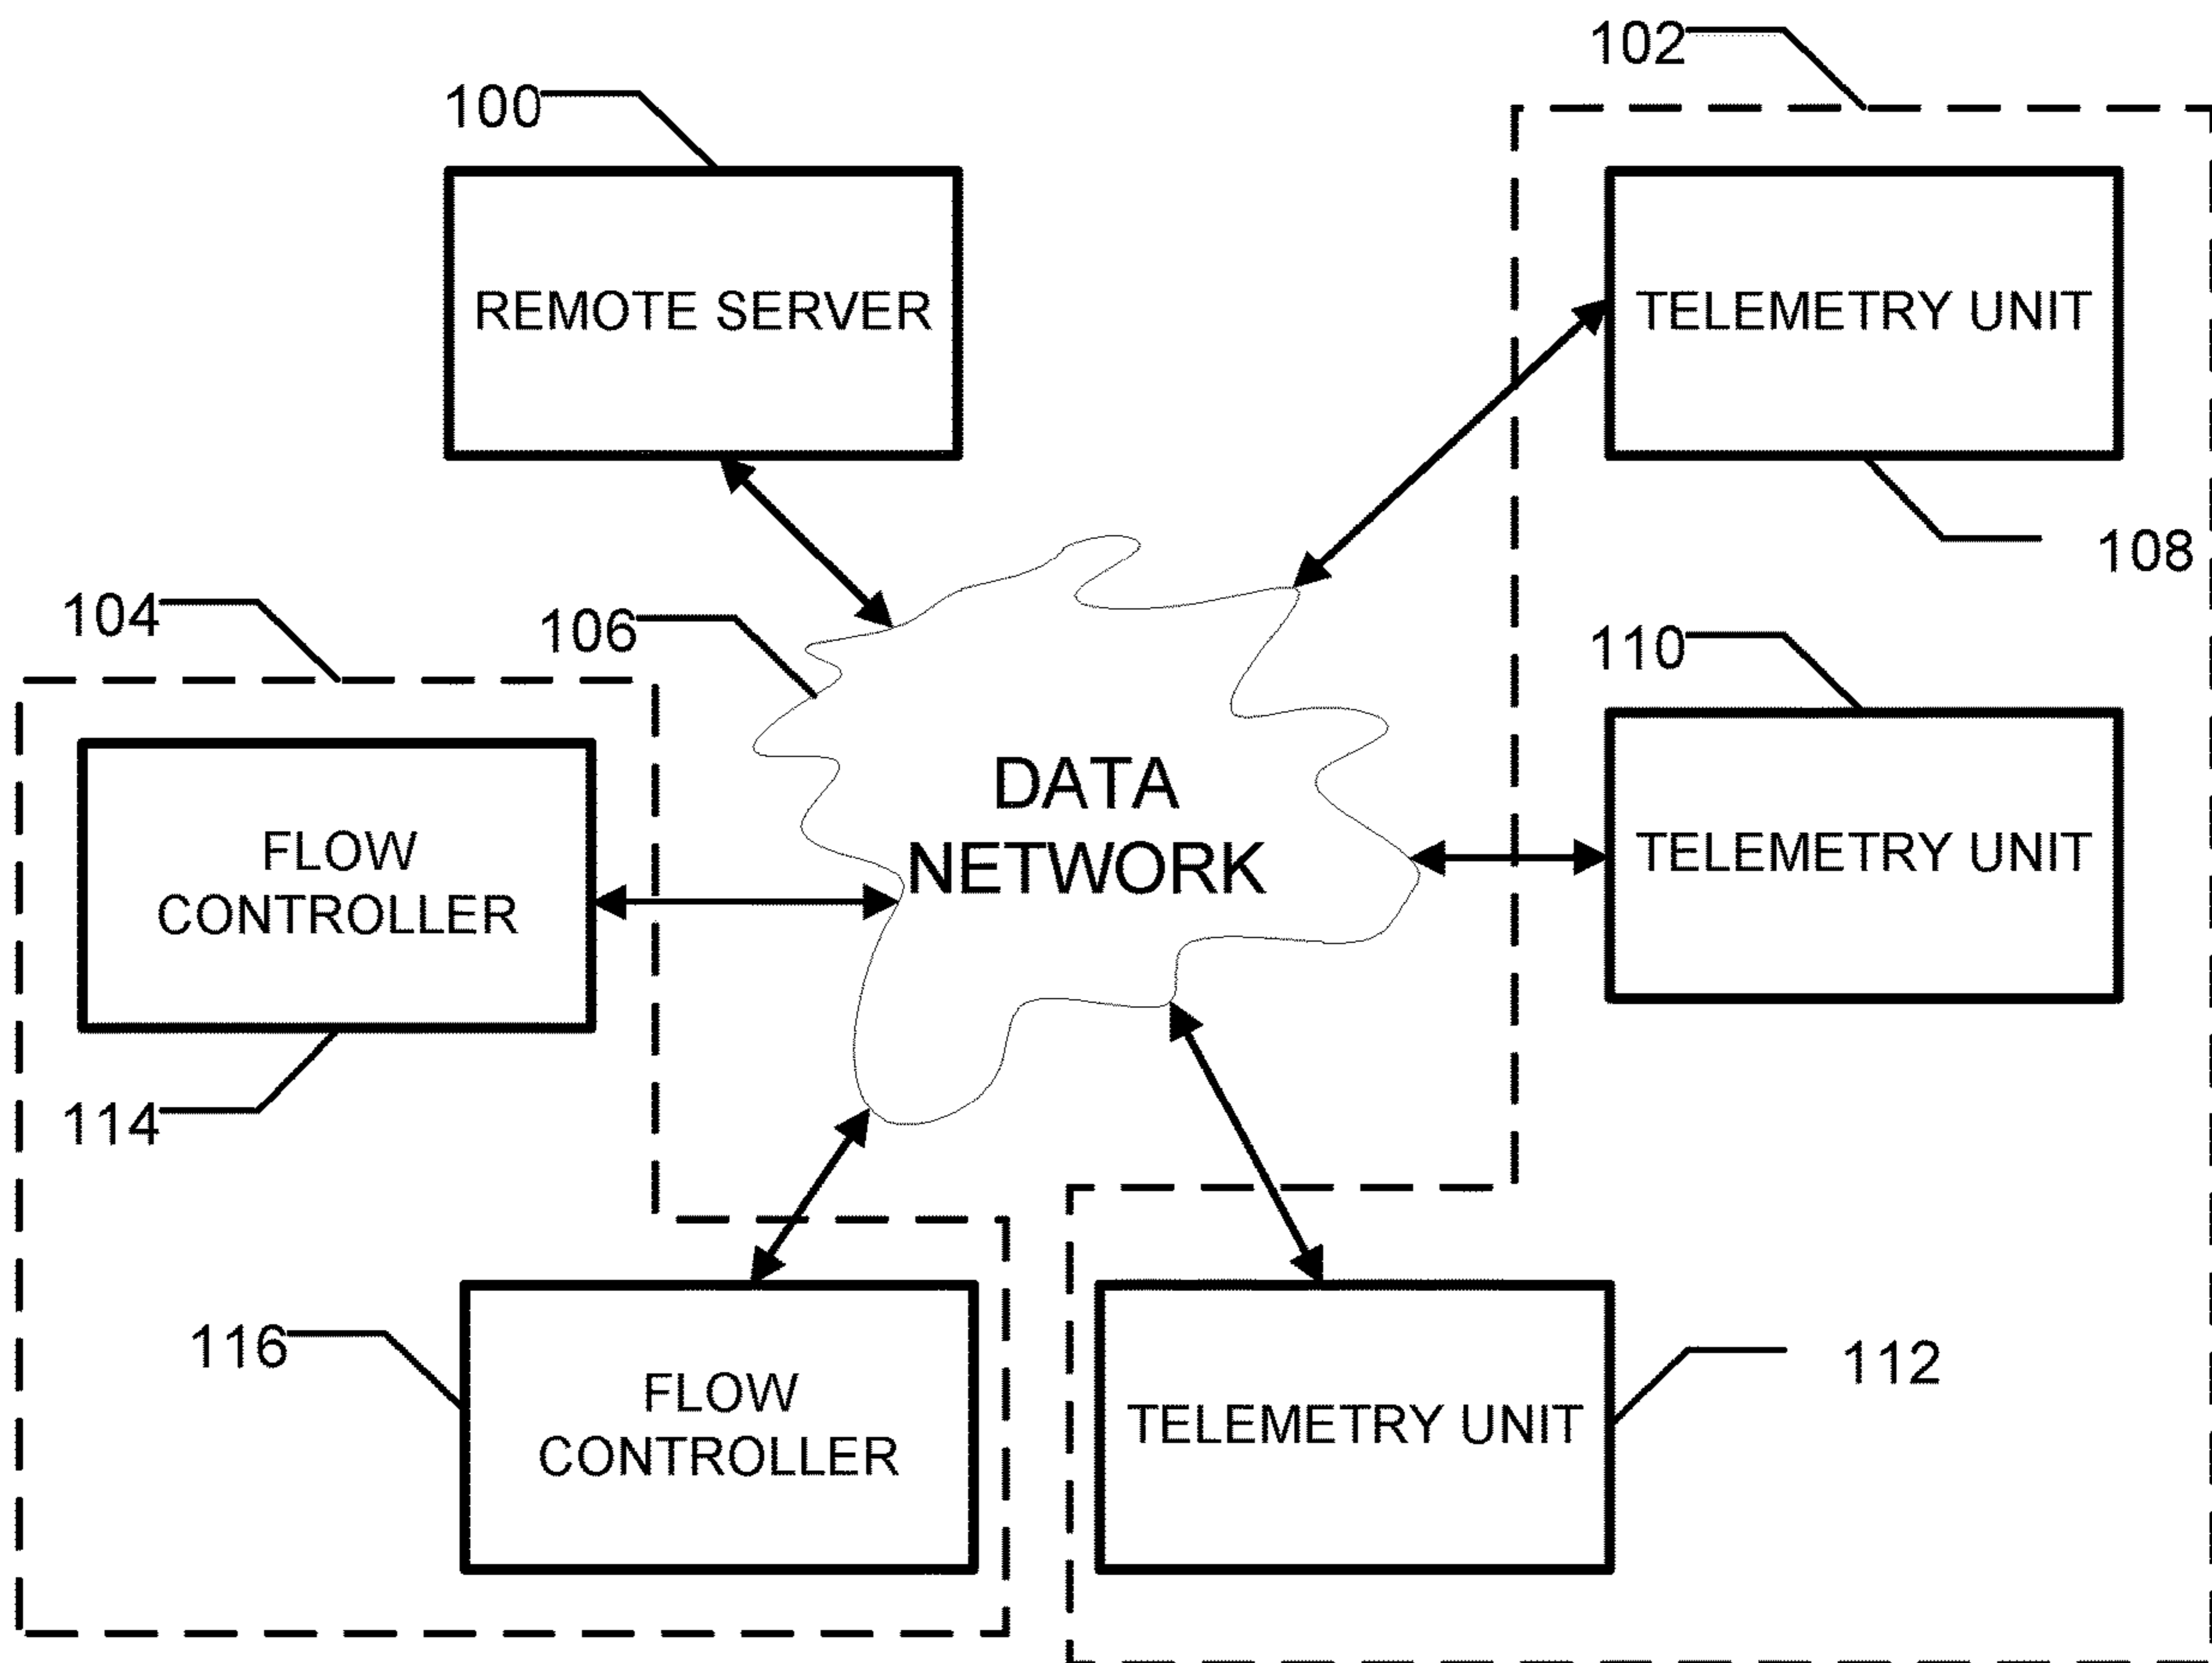 102
100
REMOTE SERVER
TELEMETRY UNIT
108
104
106
110
DATA
NETWORK
FLOW
CONTROLLER
TELEMETRY UNIT
114
116
FLOW
CONTROLLER
TELEMETRY UNIT
112